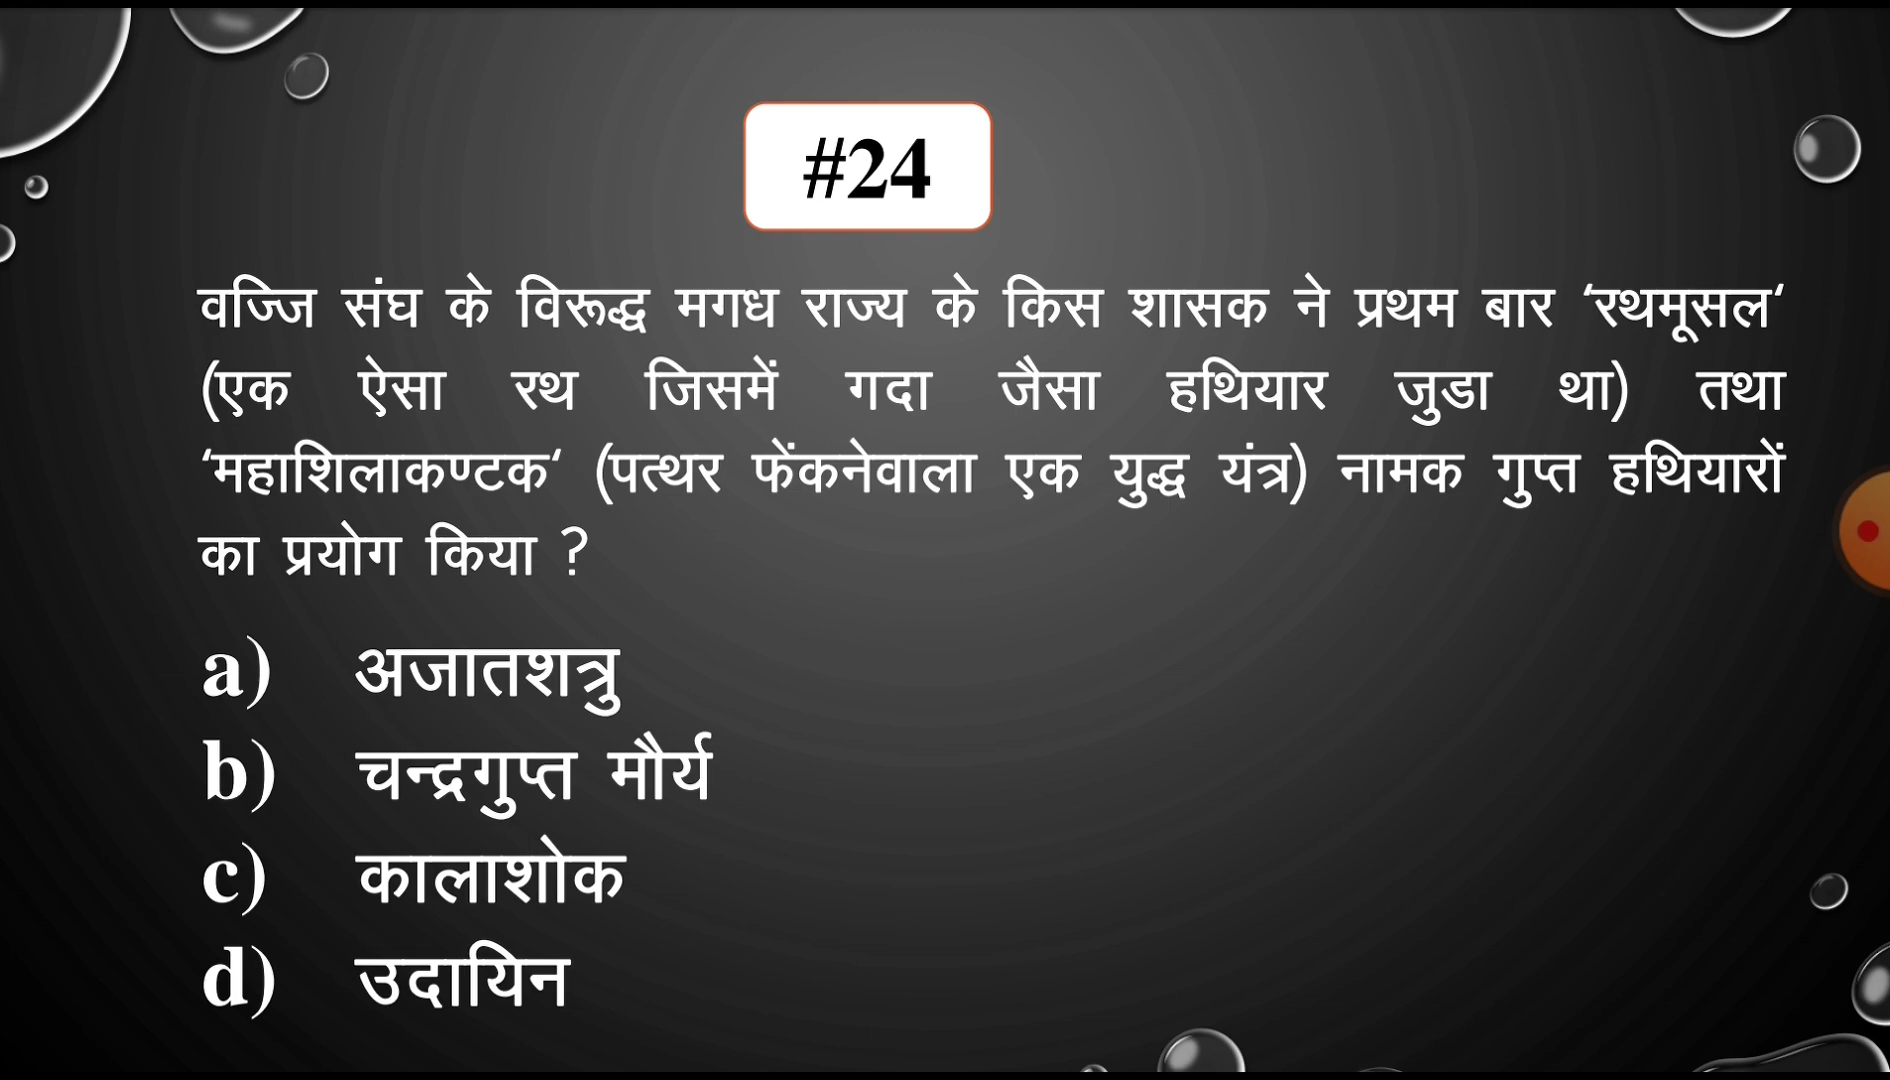 #24
वज्जि संघ के विरूद्ध मगध राज्य के किस शासक ने प्रथम बार ‘रथमूसल‘
(एक ऐसा रथ जिसमें गदा जैसा हथियार जुडा था) तथा
‘महाशिलाकण्टक‘ (पत्थर फेंकनेवाला एक युद्ध यंत्र) नामक गुप्त हथियारों
का प्रयोग किया ?
a) अजातशत्रु
b) चन्द्रगुप्त मौर्य
c) कालाशोक
d) उदायिन